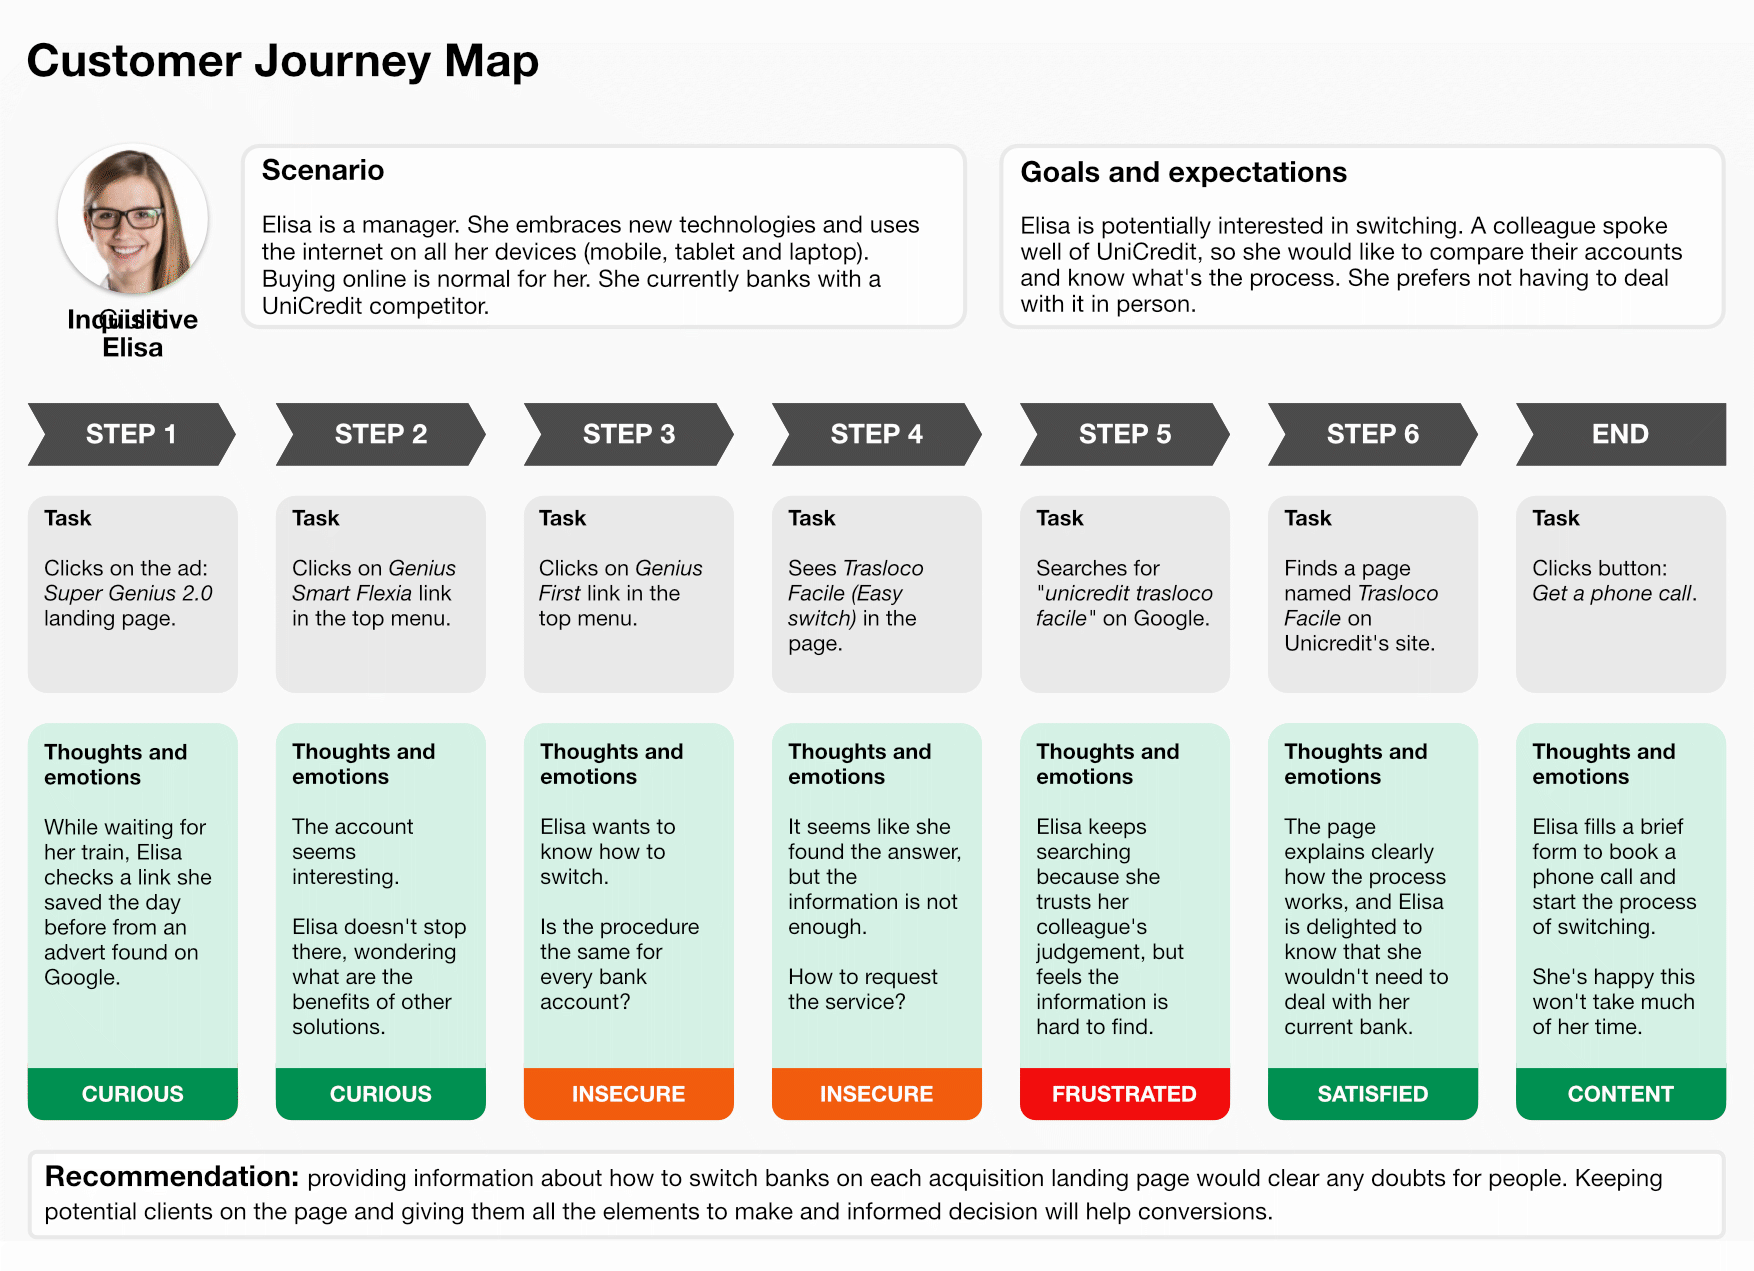 Customer Journey Map
Inquisitive
Elisa
Scenario
Elisa is a manager. She embraces new technologies and uses
the internet on all her devices (mobile, tablet and laptop).
Buying online is normal for her. She currently banks with a
UniCredit competitor.
Goals and expectations
Elisa is potentially interested in switching. A colleague spoke
well of UniCredit, so she would like to compare their accounts
and know what's the process. She prefers not having to deal
with it in person.
STEP 1
STEP 2
STEP 3
STEP 4
STEP 5
STEP 6
END
Task
Clicks on the ad:
Super Genius 2.0
landing page.
Task
Clicks on Genius
Smart Flexia link
in the top menu.
Task
Clicks on Genius
First link in the
top menu.
Task
Sees Trasloco
Facile (Easy
switch) in the
page.
Task
Searches for
"unicredit trasloco
facile" on Google.
Task
Finds a page
named Trasloco
Facile on
Unicredit's site.
Task
Clicks button:
Get a phone call.
Thoughts and
emotions
While waiting for
her train, Elisa
checks a link she
saved the day
before from an
advert found on
Google.
CURIOUS
Thoughts and
emotions
The account
seems
interesting.
Elisa doesn't stop
there, wondering
what are the
benefits of other
solutions.
CURIOUS
Thoughts and
emotions
Elisa wants to
know how to
switch.
Is the procedure
the same for
every bank
account?
INSECURE
Thoughts and
emotions
It seems like she
found the answer,
but the
information is not
enough.
How to request
the service?
INSECURE
Thoughts and
emotions
Elisa keeps
searching
because she
trusts her
colleague's
judgement, but
feels the
information is
hard to find.
FRUSTRATED
Thoughts and
emotions
The page
explains clearly
how the process
works, and Elisa
is delighted to
know that she
wouldn't need to
deal with her
current bank.
SATISFIED
Thoughts and
emotions
Elisa fills a brief
form to book a
phone call and
start the process
of switching.
She's happy this
won't take much
of her time.
CONTENT
Recommendation: providing information about how to switch banks on each acquisition landing page would clear any doubts for people. Keeping
potential clients on the page and giving them all the elements to make and informed decision will help conversions.